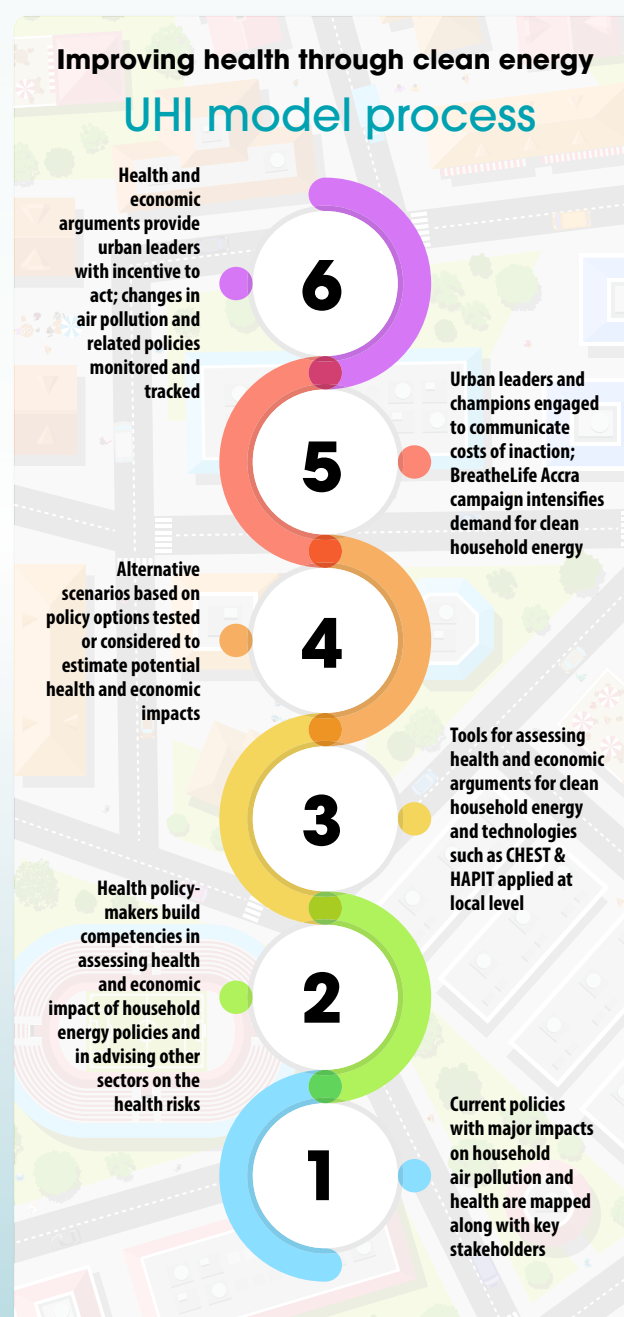 Improving health through clean energy
UHI model process
Health and
economic
arguments provide
urban leaders
with incentive to
act; changes in
air pollution and
related policies
monitored and
tracked
6
Urban leaders and
champions engaged
to communicate
costs of inaction;
BreatheLife Accra
campaign intensifies
demand for clean
household energy
5
Alternative
scenarios based on
policy options tested
or considered to
estimate potential
health and economic
impacts
4
Tools for assessing
health and economic
arguments for clean
household energy
and technologies
such as CHEST &
HAPIT applied at
local level
3
Health policy-
makers build
competencies in
assessing health
and economic
impact of household
energy policies and
in advising other
sectors on the
health risks
2
Current policies
with major impacts
on household
air pollution and
health are mapped
along with key
stakeholders
1